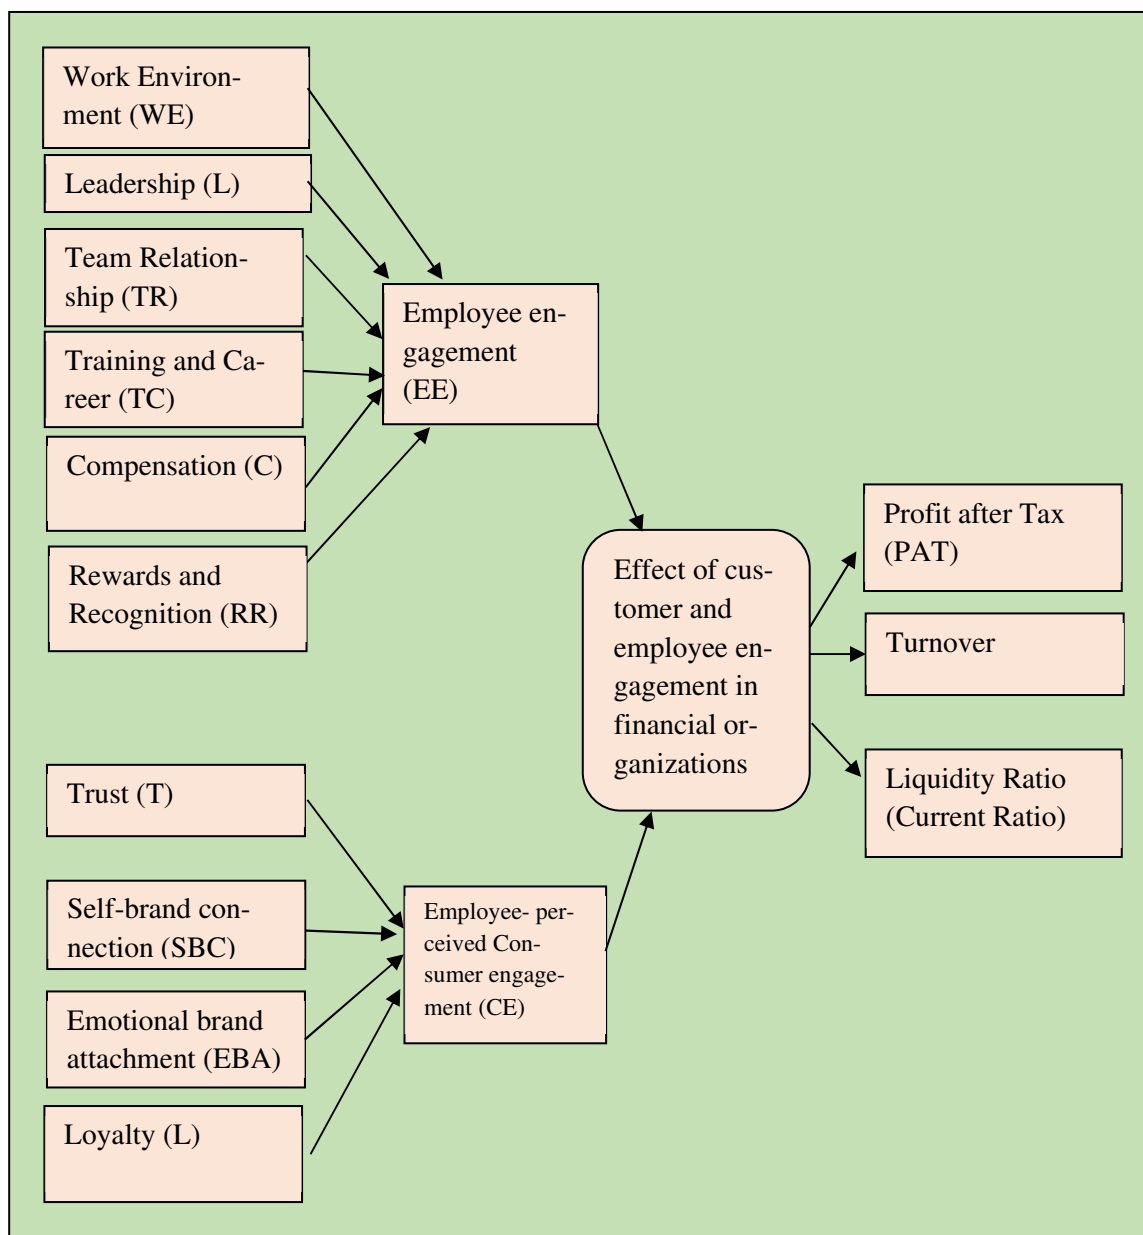 Work Environ-
ment (WE)
Leadership (L)
Team Relation-
ship (TR)
Training and Ca-
reer (TC)
Compensation (C)
Rewards and
Recognition (RR)
Employee en-
gagement
(EE)
Effect of cus-
tomer and
employee en-
gagement in
financial or-
ganizations
Profit after Tax
(PAT)
Turnover
Liquidity Ratio
(Current Ratio)
Trust (T)
Self-brand con-
nection (SBC)
Emotional brand
attachment (EBA)
Loyalty (L)
Employee- per-
ceived Con-
sumer engage-
ment (CE)